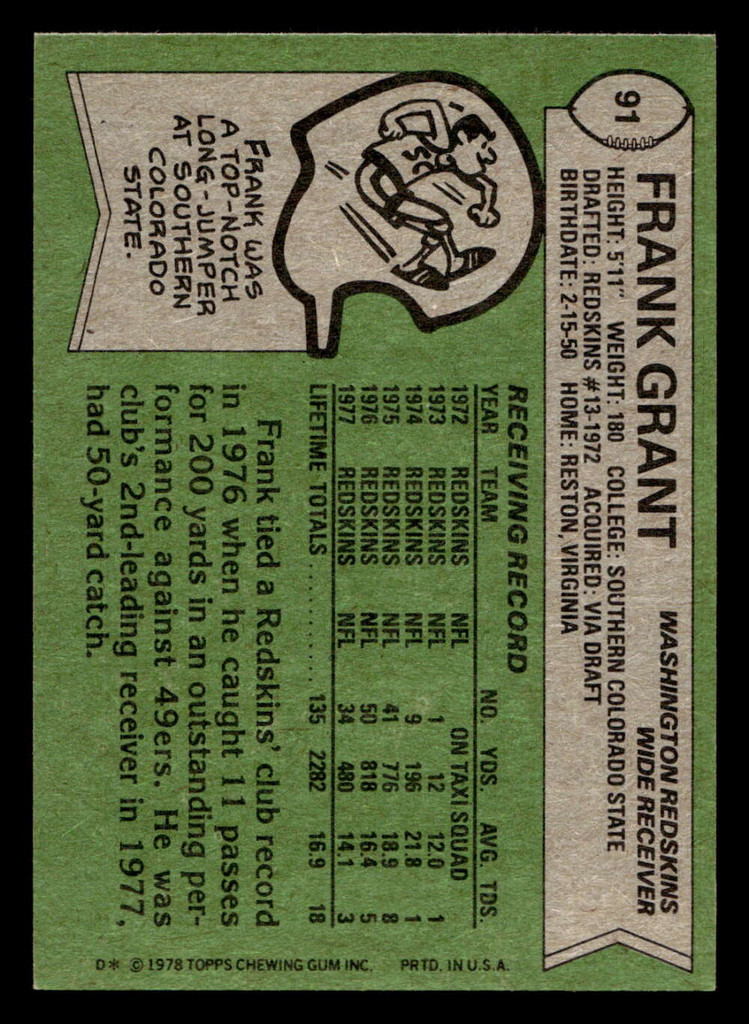 91
FRANK GRANT
WASHINGTON REDSKINS
WIDE RECEIVER
HEIGHT: 5'11" WEIGHT: 180 COLLEGE: SOUTHERN COLORADO STATE
DRAFTED: REDSKINS #13-1972 ACQUIRED: VIA DRAFT
BIRTHDATE: 2-15-50 HOME: RESTON, VIRGINIA
SC
FRANK WAS
A TOP-NOTCH
LONG-JUMPER
AT SOUTHERN
COLORADO
STATE.
RECEIVING RECORD
YEAR TEAM NO. YDS. AVG. TDS.
1972 REDSKINS NFL ON TAXI SQUAD
1973 REDSKINS NFL 1 12 12.0 1
1974 REDSKINS NFL 9 196 21.8 1
1975 REDSKINS NFL 41 776 18.9 8
1976 REDSKINS NFL 50 818 16.4 5
1977 REDSKINS NFL 34 480 14.1 3
LIFETIME TOTALS .......... 135 2282 16.9 18
Frank tied a Redskins' club record
in 1976 when he caught 11 passes
for 200 yards in an outstanding per-
formance against 49ers. He was
club's 2nd-leading receiver in 1977,
had 50-yard catch.
D* © 1978 TOPPS CHEWING GUM INC. PRTD. IN U.S.A.